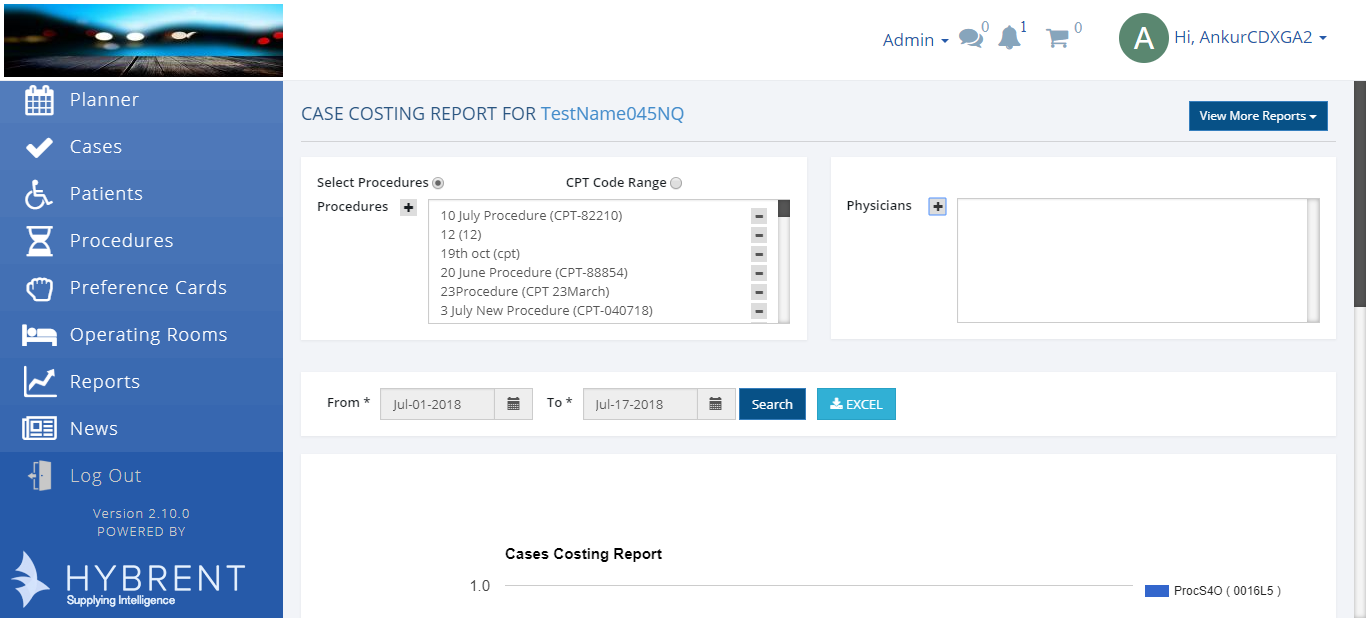 Admin 0 1 0 A Hi, AnkurCDXGA2
Planner
Cases
Patients
Procedures
Preference Cards
Operating Rooms
Reports
News
Log Out
Version 2.10.0
POWERED BY
HYBRENT
Supplying Intelligence
CASE COSTING REPORT FOR TestName045NQ
View More Reports
Select Procedures CPT Code Range
Procedures
10 July Procedure (CPT-82210)
12 (12)
19th oct (cpt)
20 June Procedure (CPT-88854)
23Procedure (CPT 23March)
3 July New Procedure (CPT-040718)
Physicians
From * Jul-01-2018 To * Jul-17-2018 Search EXCEL
Cases Costing Report
1.0
ProcS4O ( 0016L5 )